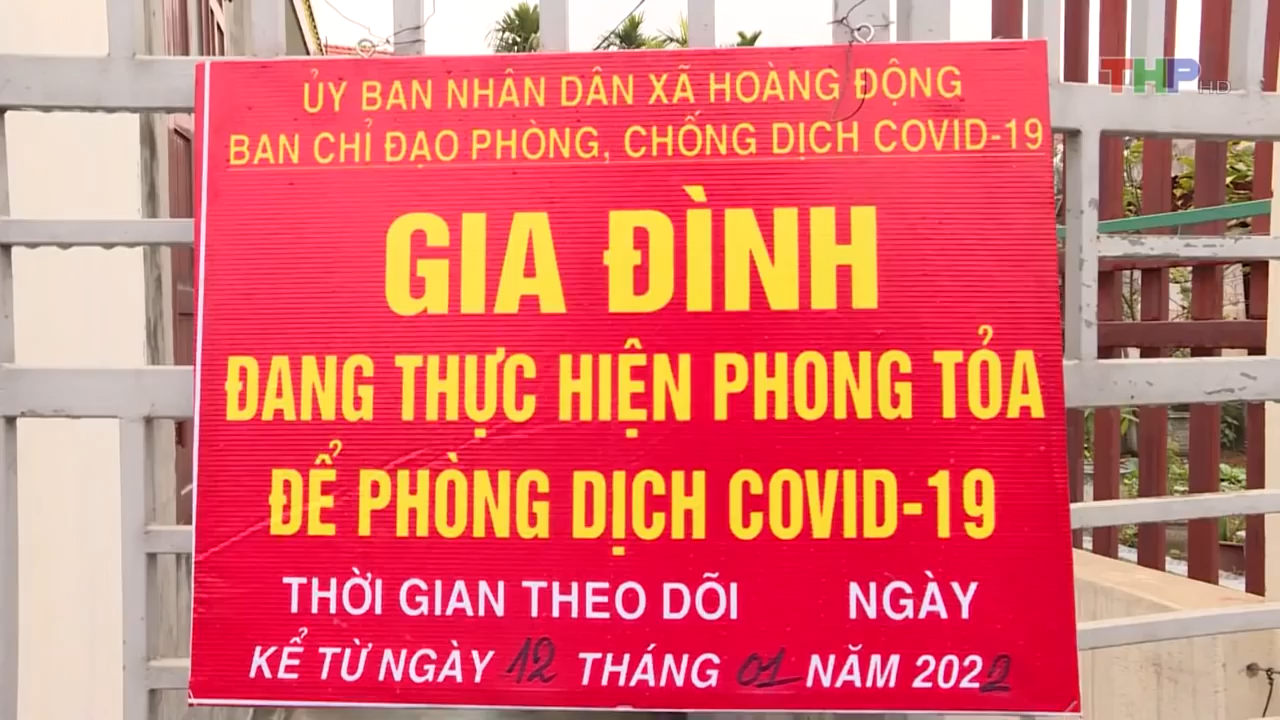 THP HD
ỦY BAN NHÂN DÂN XÃ HOÀNG ĐỘNG
BAN CHỈ ĐẠO PHÒNG, CHỐNG DỊCH COVID-19
GIA ĐÌNH
ĐANG THỰC HIỆN PHONG TỎA
ĐỂ PHÒNG DỊCH COVID-19
THỜI GIAN THEO DÕI NGÀY
KỂ TỪ NGÀY 12 THÁNG 01 NĂM 2022